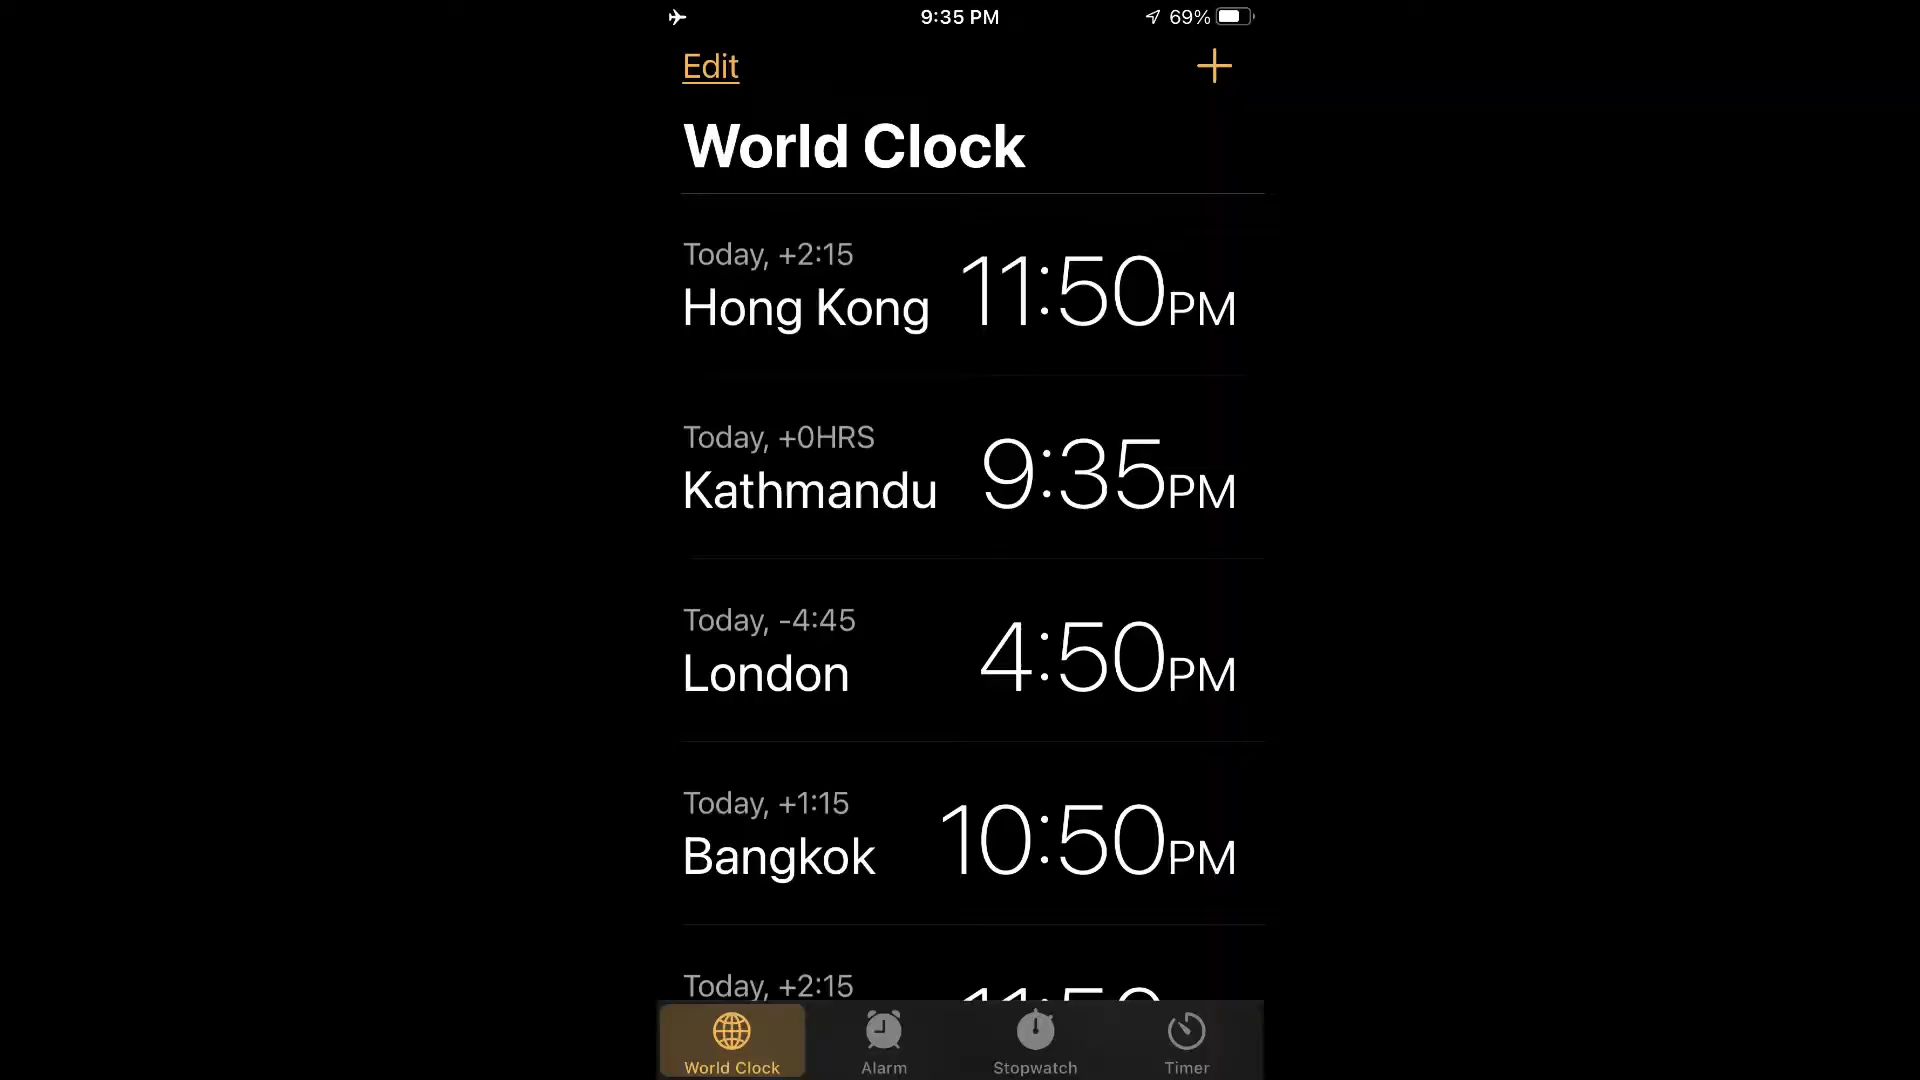 9:35 PM
69%
Edit
World Clock
Today, +2:15
Hong Kong
11:50PM
Today, +0HRS
Kathmandu
9:35PM
Today, -4:45
London
4:50PM
Today, +1:15
Bangkok
10:50PM
Today, +2:15
World Clock
Alarm
Stopwatch
Timer